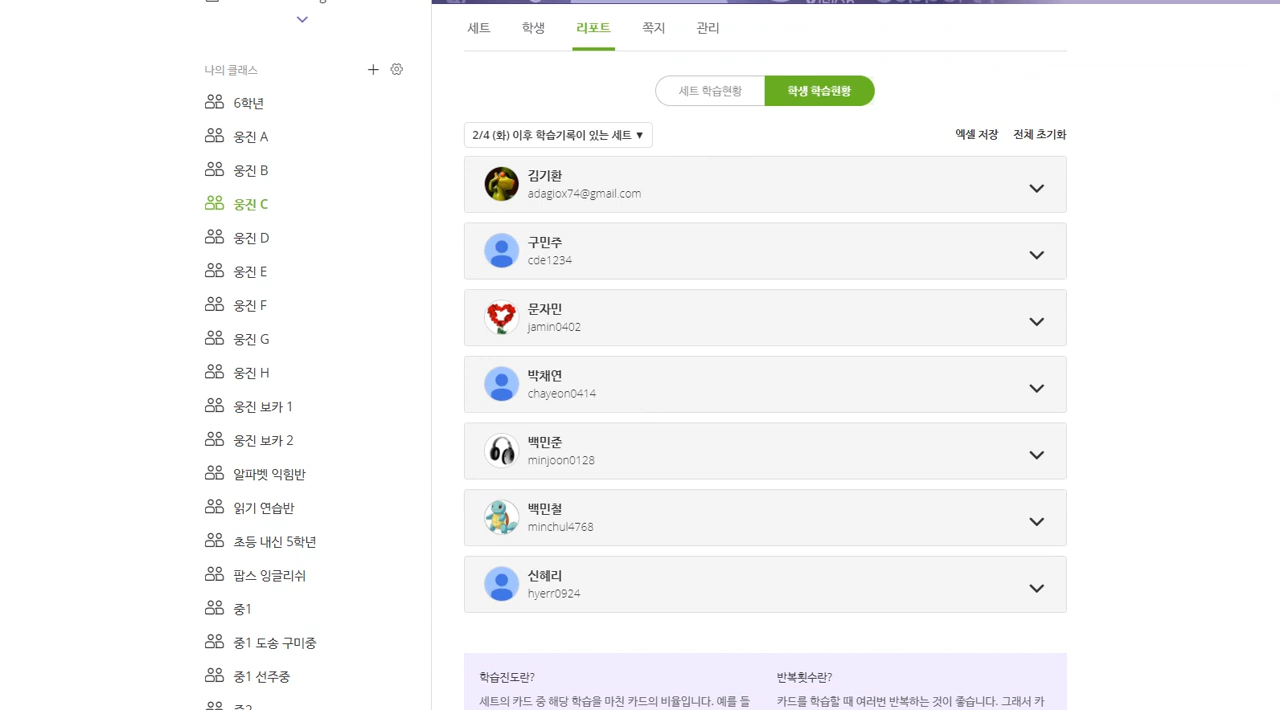 세트 학생 리포트 쪽지 관리
나의 클래스
6학년
웅진 A
웅진 B
웅진 C
웅진 D
웅진 E
웅진 F
웅진 G
웅진 H
웅진 보카 1
웅진 보카 2
알파벳 익힘반
읽기 연습반
초등 내신 5학년
팝스 잉글리쉬
중1
중1 도송 구미중
중1 선주중
세트 학습현황 학생 학습현황
2/4 (화) 이후 학습기록이 있는 세트 ▼ 엑셀 저장 전체 초기화
김기환
adagiox74@gmail.com
구민주
cde1234
문자민
jamin0402
박채연
chayeon0414
백민준
minjoon0128
백민철
minchul4768
신혜리
hyerr0924
학습진도란? 반복횟수란?
세트의 카드 중 해당 학습을 마친 카드의 비율입니다. 예를 들 카드를 학습할 때 여러번 반복하는 것이 좋습니다. 그래서 카